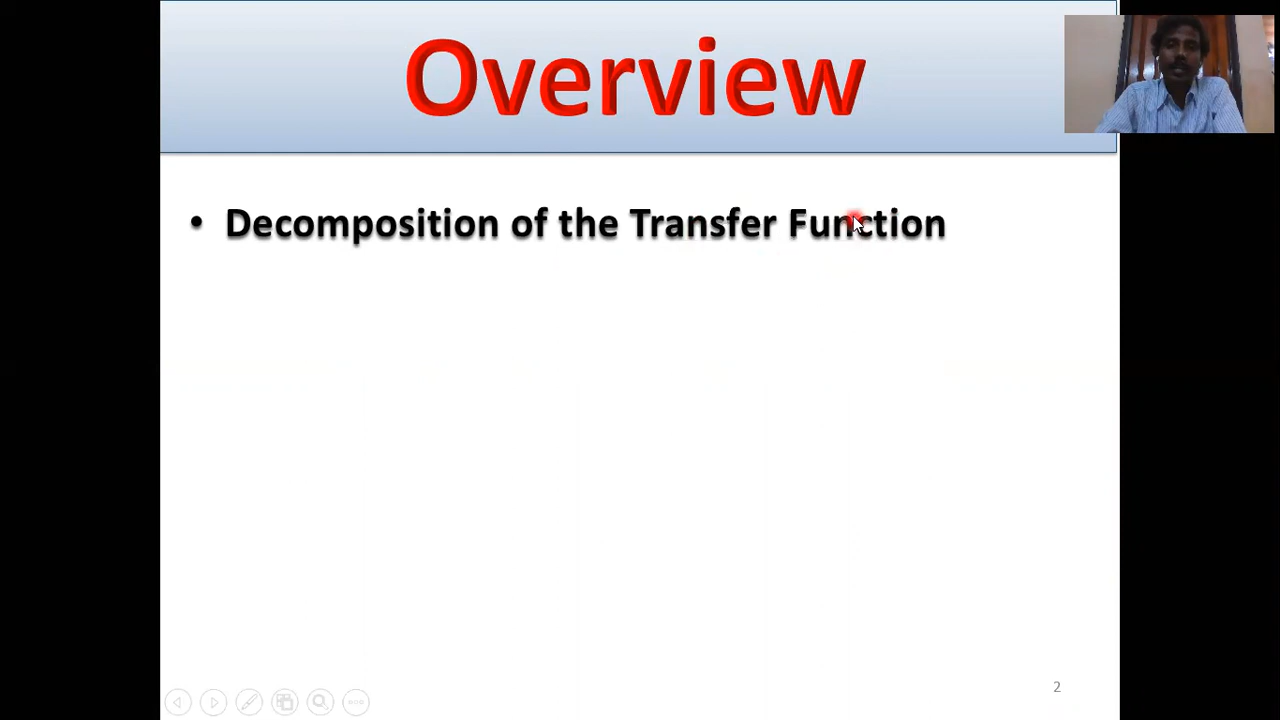 Overview
• Decomposition of the Transfer Function
2